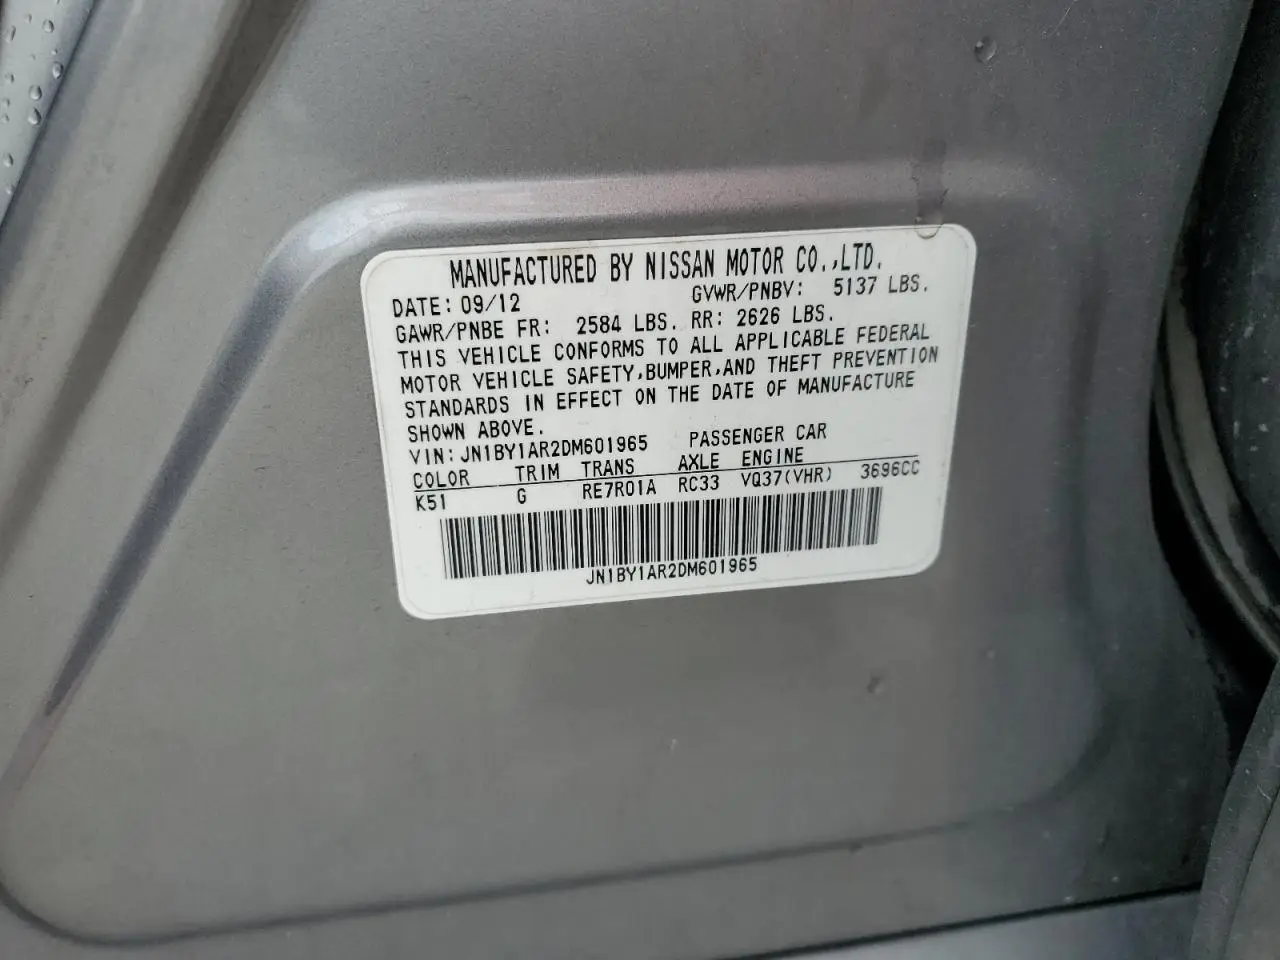 MANUFACTURED BY NISSAN MOTOR CO.,LTD.
DATE: 09/12 GVWR/PNBV: 5137 LBS.
GAWR/PNBE FR: 2584 LBS. RR: 2626 LBS.
THIS VEHICLE CONFORMS TO ALL APPLICABLE FEDERAL
MOTOR VEHICLE SAFETY,BUMPER,AND THEFT PREVENTION
STANDARDS IN EFFECT ON THE DATE OF MANUFACTURE
SHOWN ABOVE.
VIN: JN1BY1AR2DM601965 PASSENGER CAR
COLOR TRIM TRANS AXLE ENGINE
K51 G RE7R01A RC33 VQ37(VHR) 3696CC
JN1BY1AR2DM601965